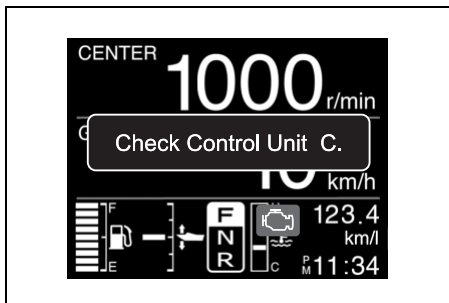 CENTER
1000 r/min
Check Control Unit C.
km/h
F F 123.4
N km/l
E R C PM 11:34